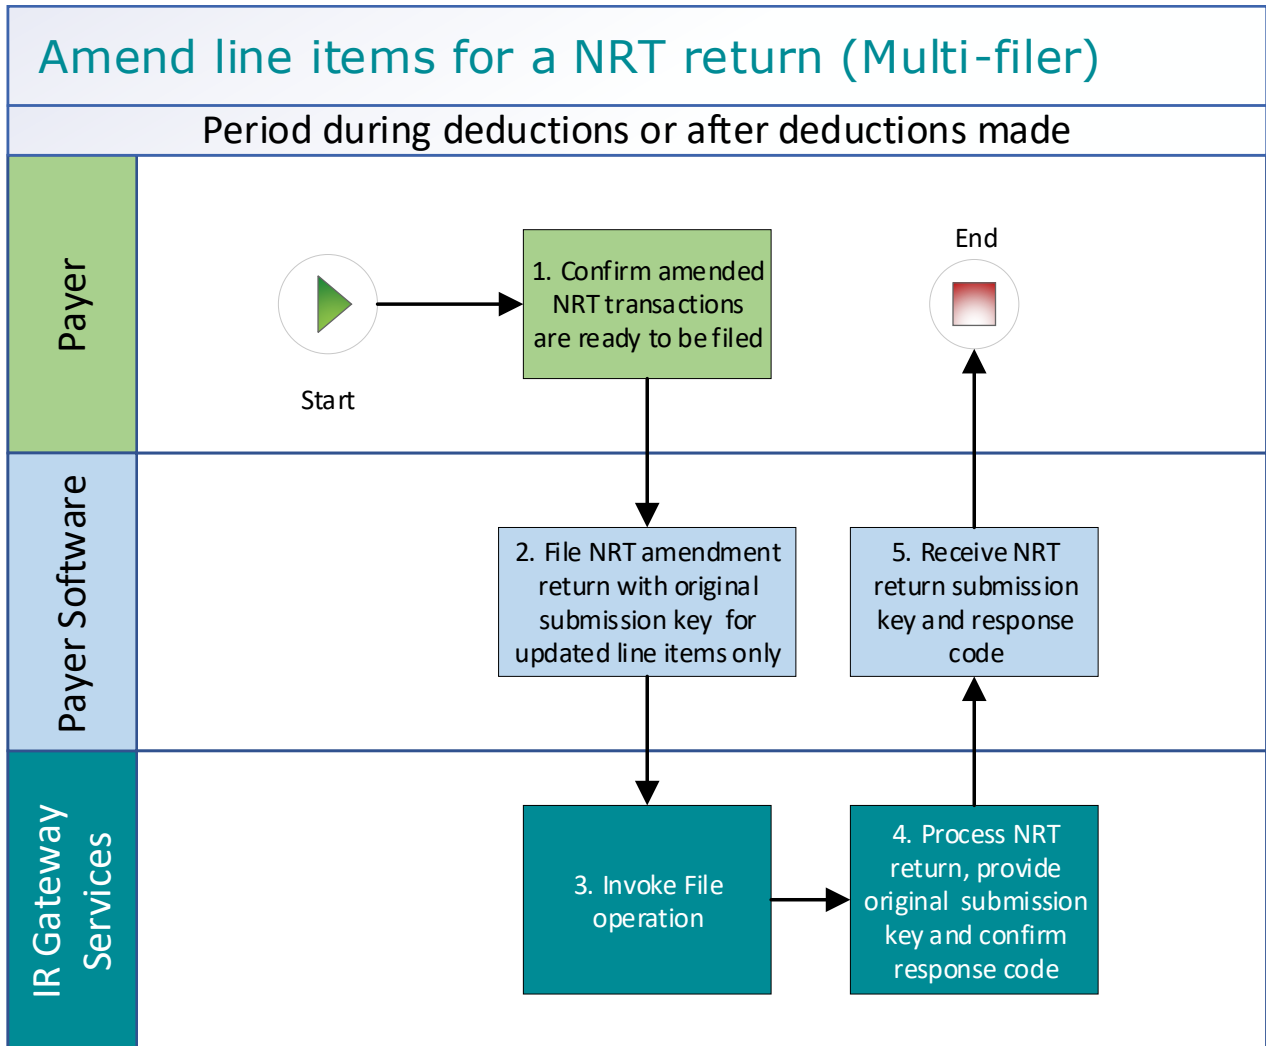 Amend line items for a NRT return (Multi-filer)
Period during deductions or after deductions made
Payer
Start
1. Confirm amended
NRT transactions
are ready to be filed
End
Payer Software
2. File NRT amendment
return with original
submission key for
updated line items only
5. Receive NRT
return submission
key and response
code
IR Gateway
Services
3. Invoke File
operation
4. Process NRT
return, provide
original submission
key and confirm
response code